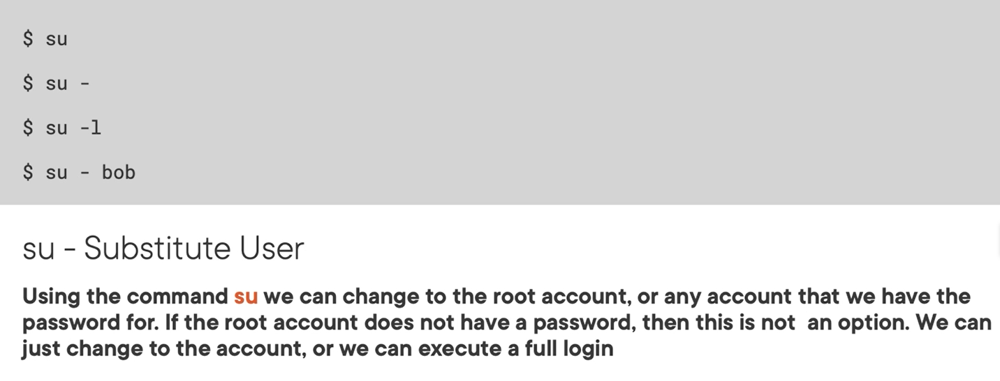 $ su
$ su -
$ su -l
$ su - bob
su - Substitute User
Using the command su we can change to the root account, or any account that we have the
password for. If the root account does not have a password, then this is not  an option. We can
just change to the account, or we can execute a full login